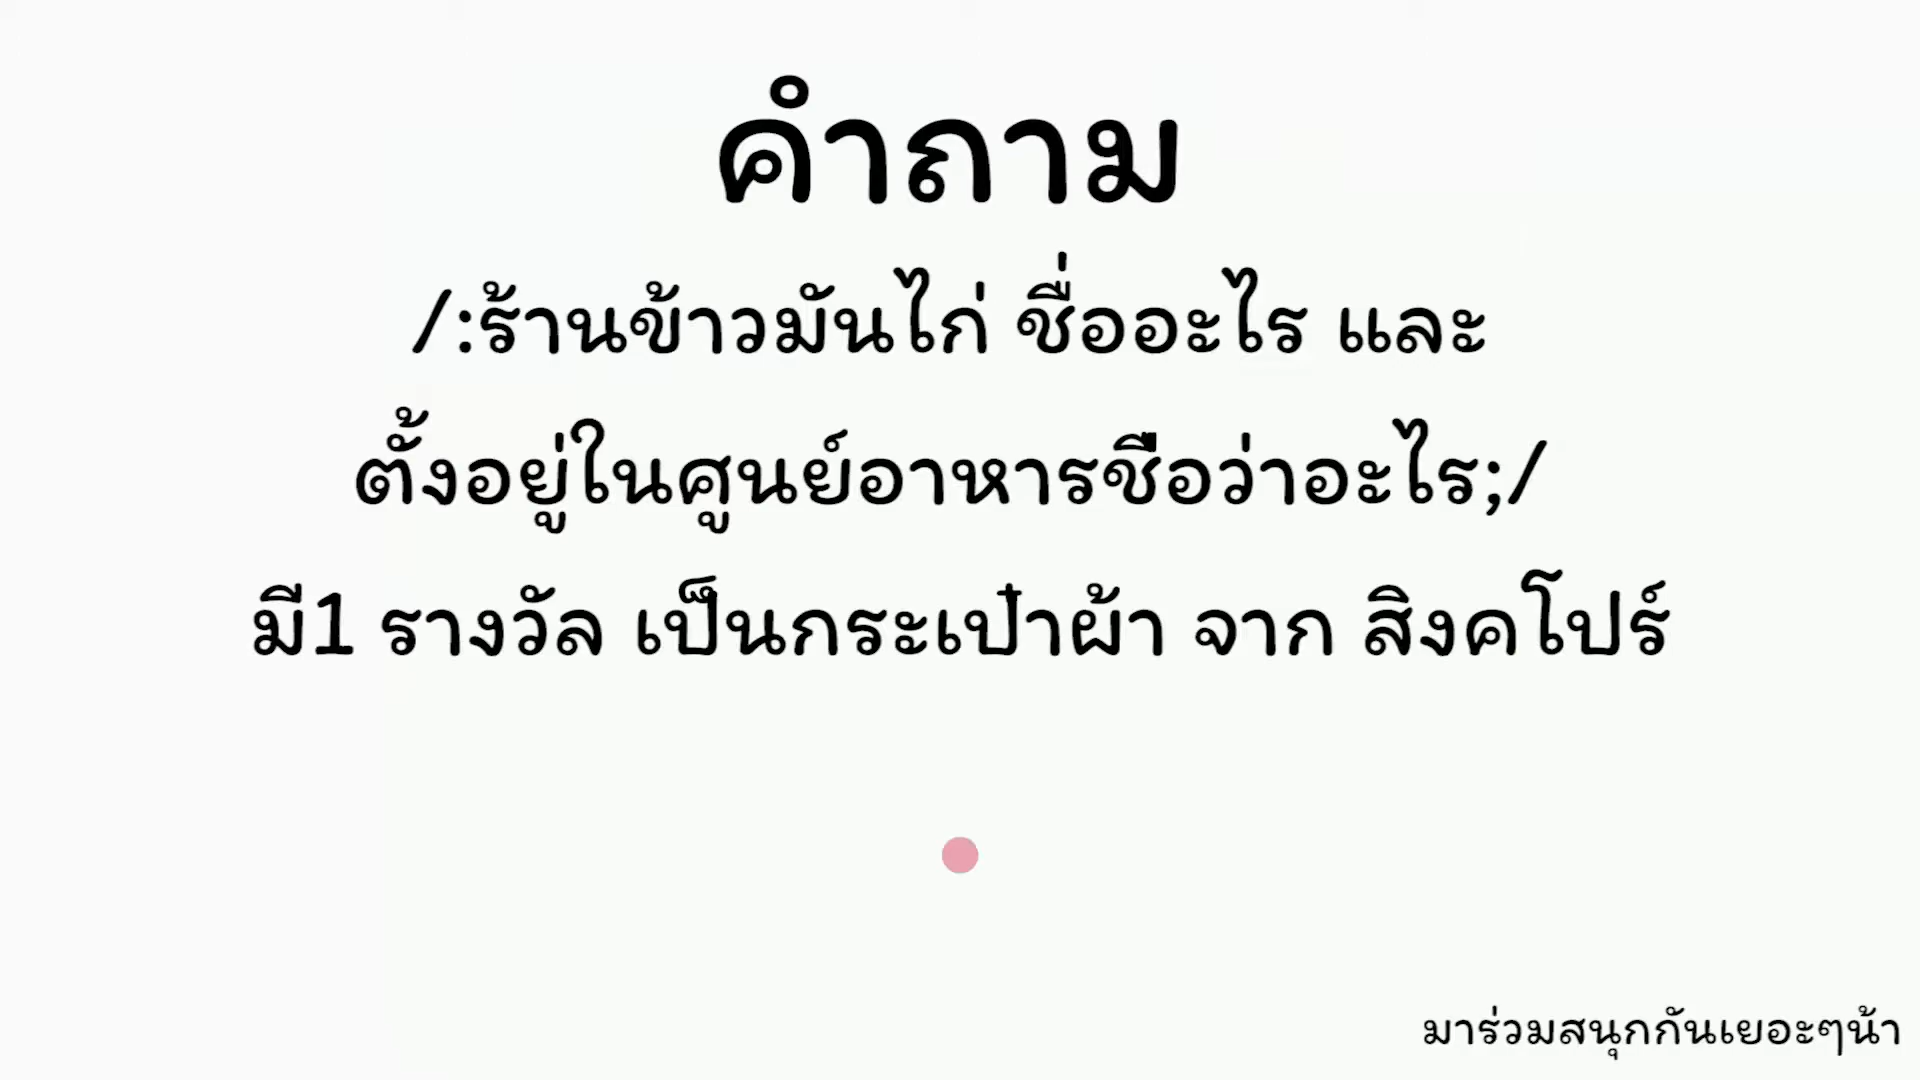 คำถาม
/:ร้านข้าวมันไก่ ชื่ออะไร และ
ตั้งอยู่ในศูนย์อาหารชื่อว่าอะไร;/
มี1 รางวัล เป็นกระเป๋าผ้า จาก สิงคโปร์
มาร่วมสนุกกันเยอะๆน้า